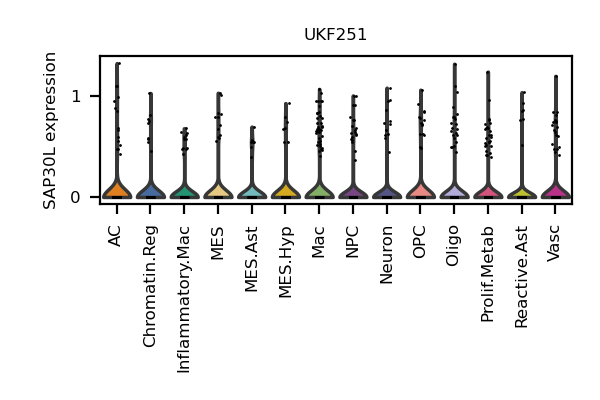 UKF251
SAP30L expression
1
0
AC
Chromatin.Reg
Inflammatory.Mac
MES
MES.Ast
MES.Hyp
Mac
NPC
Neuron
OPC
Oligo
Prolif.Metab
Reactive.Ast
Vasc